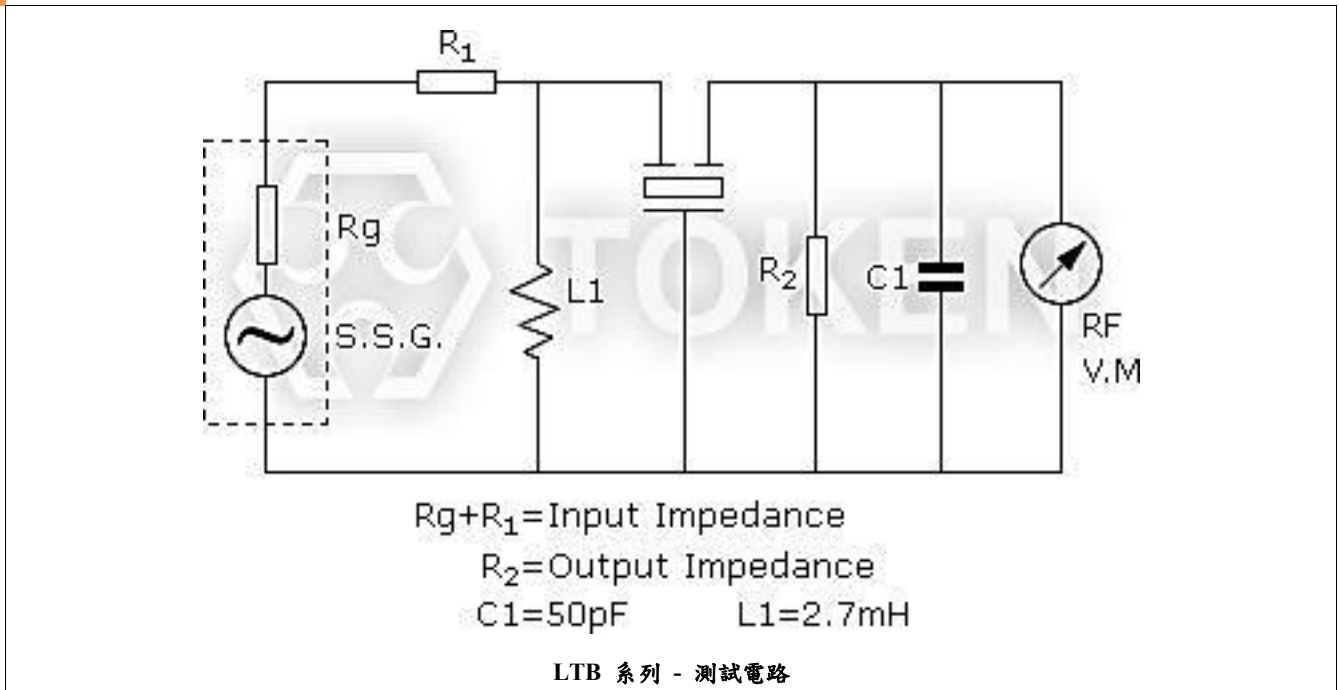 R₁
Rg
S.S.G.
L1
TOKEN
R₂
C1
RF
V.M
Rg+R₁=Input Impedance
R₂=Output Impedance
C1=50pF L1=2.7mH
LTB 系列 - 測試電路